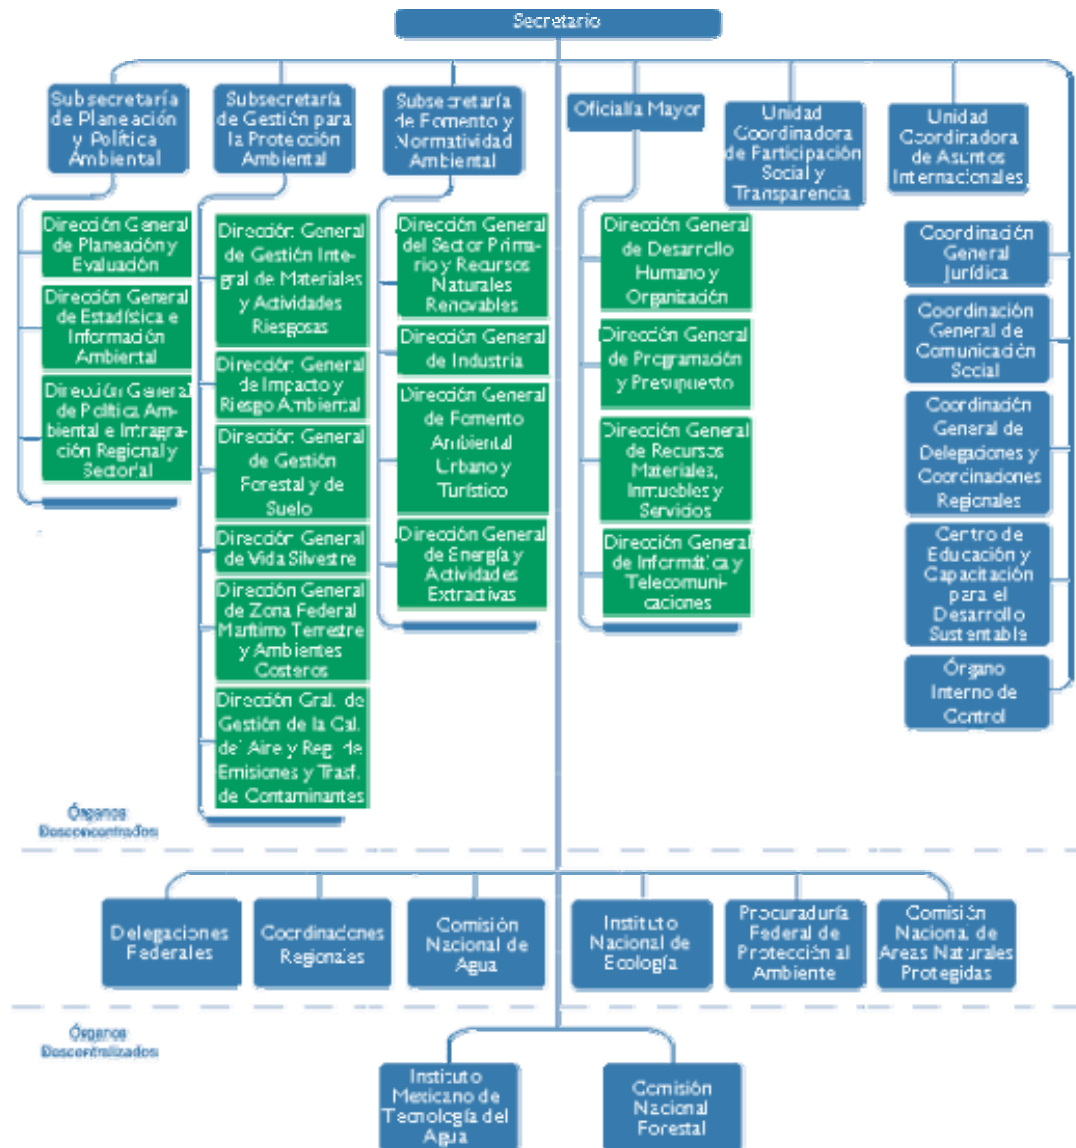 Secretario
Subsecretaría
de Planeación
y Política
Ambiental
Subsecretaría
de Gestión para
la Protección
Ambiental
Subsecretaría
de Fomento y
Normatividad
Ambiental
Oficialía Mayor
Unidad
Coordinadora
de Participación
Social y
Transparencia
Unidad
Coordinadora
de Asuntos
Internacionales
Dirección General
de Planeación y
Evaluación
Dirección General
de Estadística e
Información
Ambiental
Dirección General
de Política Am-
biental e Intragra-
ción Regional y
Sectorial
Dirección General
de Gestión Inte-
gral de Materiales
y Actividades
Riesgosas
Dirección General
de Impacto y
Riesgo Ambiental
Dirección General
de Gestión
Forestal y de
Suelo
Dirección General
de Vida Silvestre
Dirección General
de Zona Federal
Marítimo Terrestre
y Ambientes
Costeros
Dirección Gral. de
Gestión de la Cal.
del Aire y Reg. de
Emisiones y Trasf.
de Contaminantes
Dirección General
del Sector Prima-
rio y Recursos
Naturales
Renovables
Dirección General
de Industria
Dirección General
de Fomento
Ambiental
Urbano y
Turístico
Dirección General
de Energía y
Actividades
Extractivas
Dirección General
de Desarrollo
Humano y
Organización
Dirección General
de Programación
y Presupuesto
Dirección General
de Recursos
Materiales,
Inmuebles y
Servicios
Dirección General
de Informática y
Telecomuni-
caciones
Coordinación
General
Jurídica
Coordinación
General de
Comunicación
Social
Coordinación
General de
Delegaciones y
Coordinaciones
Regionales
Centro de
Educación y
Capacitación
para el
Desarrollo
Sustentable
Órgano
Interno de
Control
Órganos
Desconcentrados
Delegaciones
Federales
Coordinaciones
Regionales
Comisión
Nacional de
Agua
Instituto
Nacional de
Ecología
Procuraduría
Federal de
Protección al
Ambiente
Comisión
Nacional de
Areas Naturales
Protegidas
Órganos
Descentralizados
Instituto
Mexicano de
Tecnología del
Agua
Comisión
Nacional
Forestal